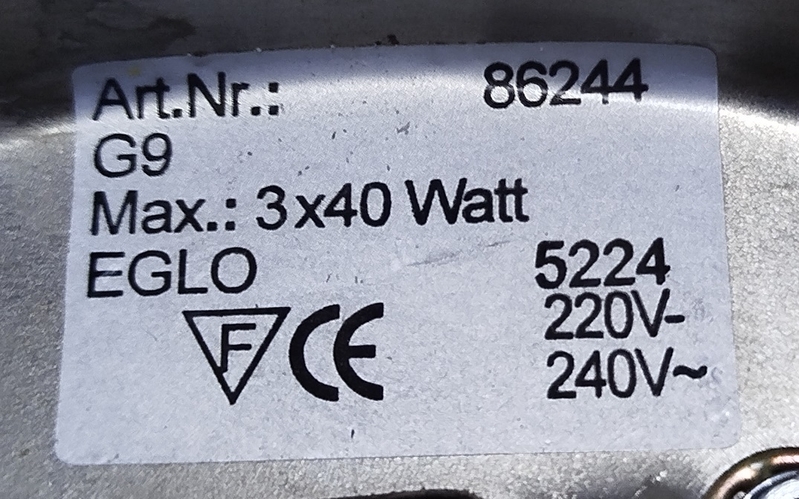 Art.Nr.: 86244
G9
Max.: 3x40 Watt
EGLO 5224
220V-
F CE 240V~